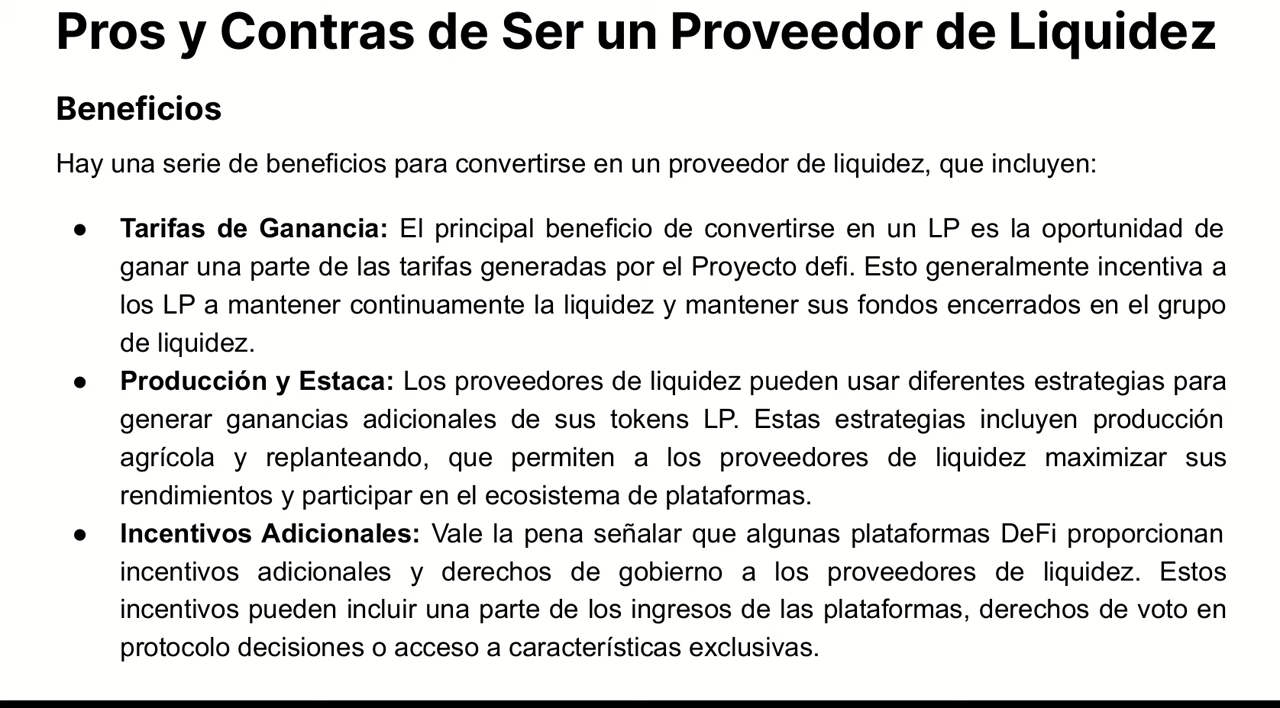 Pros y Contras de Ser un Proveedor de Liquidez
Beneficios
Hay una serie de beneficios para convertirse en un proveedor de liquidez, que incluyen:
● Tarifas de Ganancia: El principal beneficio de convertirse en un LP es la oportunidad de
ganar una parte de las tarifas generadas por el Proyecto defi. Esto generalmente incentiva a
los LP a mantener continuamente la liquidez y mantener sus fondos encerrados en el grupo
de liquidez.
● Producción y Estaca: Los proveedores de liquidez pueden usar diferentes estrategias para
generar ganancias adicionales de sus tokens LP. Estas estrategias incluyen producción
agrícola y replanteando, que permiten a los proveedores de liquidez maximizar sus
rendimientos y participar en el ecosistema de plataformas.
● Incentivos Adicionales: Vale la pena señalar que algunas plataformas DeFi proporcionan
incentivos adicionales y derechos de gobierno a los proveedores de liquidez. Estos
incentivos pueden incluir una parte de los ingresos de las plataformas, derechos de voto en
protocolo decisiones o acceso a características exclusivas.